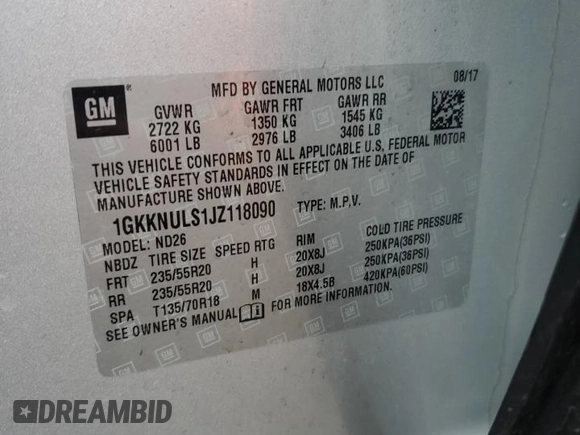 GM
MFD BY GENERAL MOTORS LLC 08/17
GVWR GAWR FRT GAWR RR
2722 KG 1350 KG 1545 KG
6001 LB 2976 LB 3406 LB
THIS VEHICLE CONFORMS TO ALL APPLICABLE U.S. FEDERAL MOTOR
VEHICLE SAFETY STANDARDS IN EFFECT ON THE DATE OF
MANUFACTURE SHOWN ABOVE.
1GKKNULS1JZ118090 TYPE: M.P.V.
MODEL: ND26
NBDZ TIRE SIZE SPEED RTG RIM COLD TIRE PRESSURE
FRT 235/55R20 H 20X8J 250KPA(36PSI)
RR 235/55R20 H 20X8J 250KPA(36PSI)
SPA T135/70R18 M 18X4.5B 420KPA(60PSI)
SEE OWNER'S MANUAL FOR MORE INFORMATION.
DREAMBID